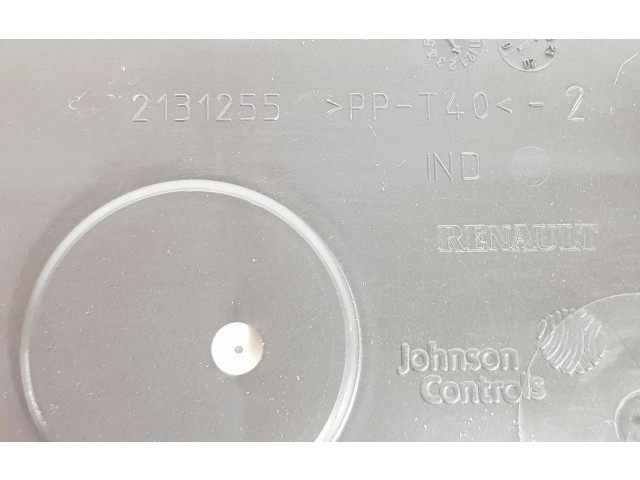 2131255 >PP-T40<-2
IND
RENAULT
Johnson
Controls